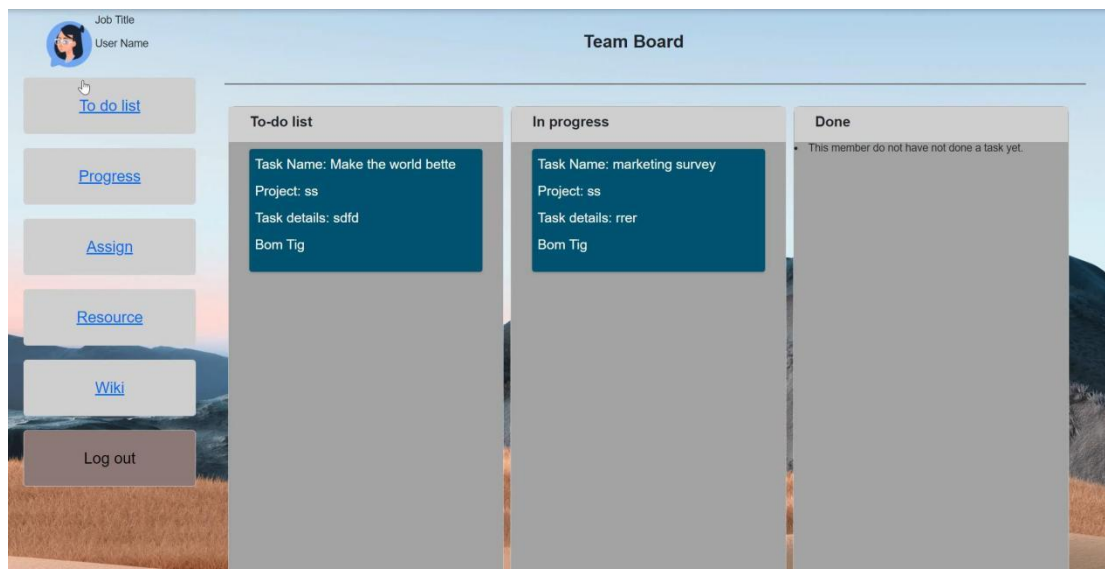 Job Title
User Name
To do list
Progress
Assign
Resource
Wiki
Log out
Team Board
To-do list
Task Name: Make the world bette
Project: ss
Task details: sdfd
Bom Tig
In progress
Task Name: marketing survey
Project: ss
Task details: rrer
Bom Tig
Done
This member do not have not done a task yet.